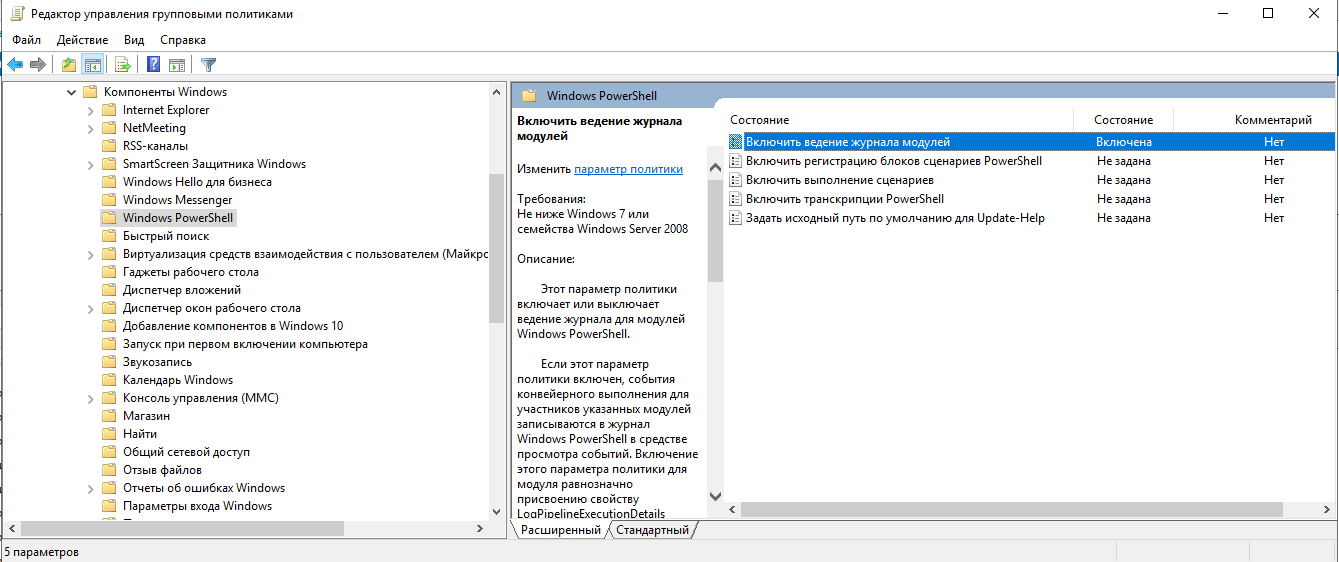 Редактор управления групповыми политиками
Файл Действие Вид Справка
Компоненты Windows
Internet Explorer
NetMeeting
RSS-каналы
SmartScreen Защитника Windows
Windows Hello для бизнеса
Windows Messenger
Windows PowerShell
Быстрый поиск
Виртуализация средств взаимодействия с пользователем (Майкрс
Гаджеты рабочего стола
Диспетчер вложений
Диспетчер окон рабочего стола
Добавление компонентов в Windows 10
Запуск при первом включении компьютера
Звукозапись
Календарь Windows
Консоль управления (MMC)
Магазин
Найти
Общий сетевой доступ
Отзыв файлов
Отчеты об ошибках Windows
Параметры входа Windows
Windows PowerShell
Включить ведение журнала
модулей
Изменить параметр политики
Требования:
Не ниже Windows 7 или
семейства Windows Server 2008
Описание:
Этот параметр политики
включает или выключает
ведение журнала для модулей
Windows PowerShell.
Если этот параметр
политики включен, события
конвейерного выполнения для
участников указанных модулей
записываются в журнал
Windows PowerShell в средстве
просмотра событий. Включение
этого параметра политики для
модуля равнозначно
присвоению свойству
LogPipelineExecutionDetails
Состояние Состояние Комментарий
Включить ведение журнала модулей Включена Нет
Включить регистрацию блоков сценариев PowerShell Не задана Нет
Включить выполнение сценариев Не задана Нет
Включить транскрипции PowerShell Не задана Нет
Задать исходный путь по умолчанию для Update-Help Не задана Нет
Расширенный Стандартный
5 параметров